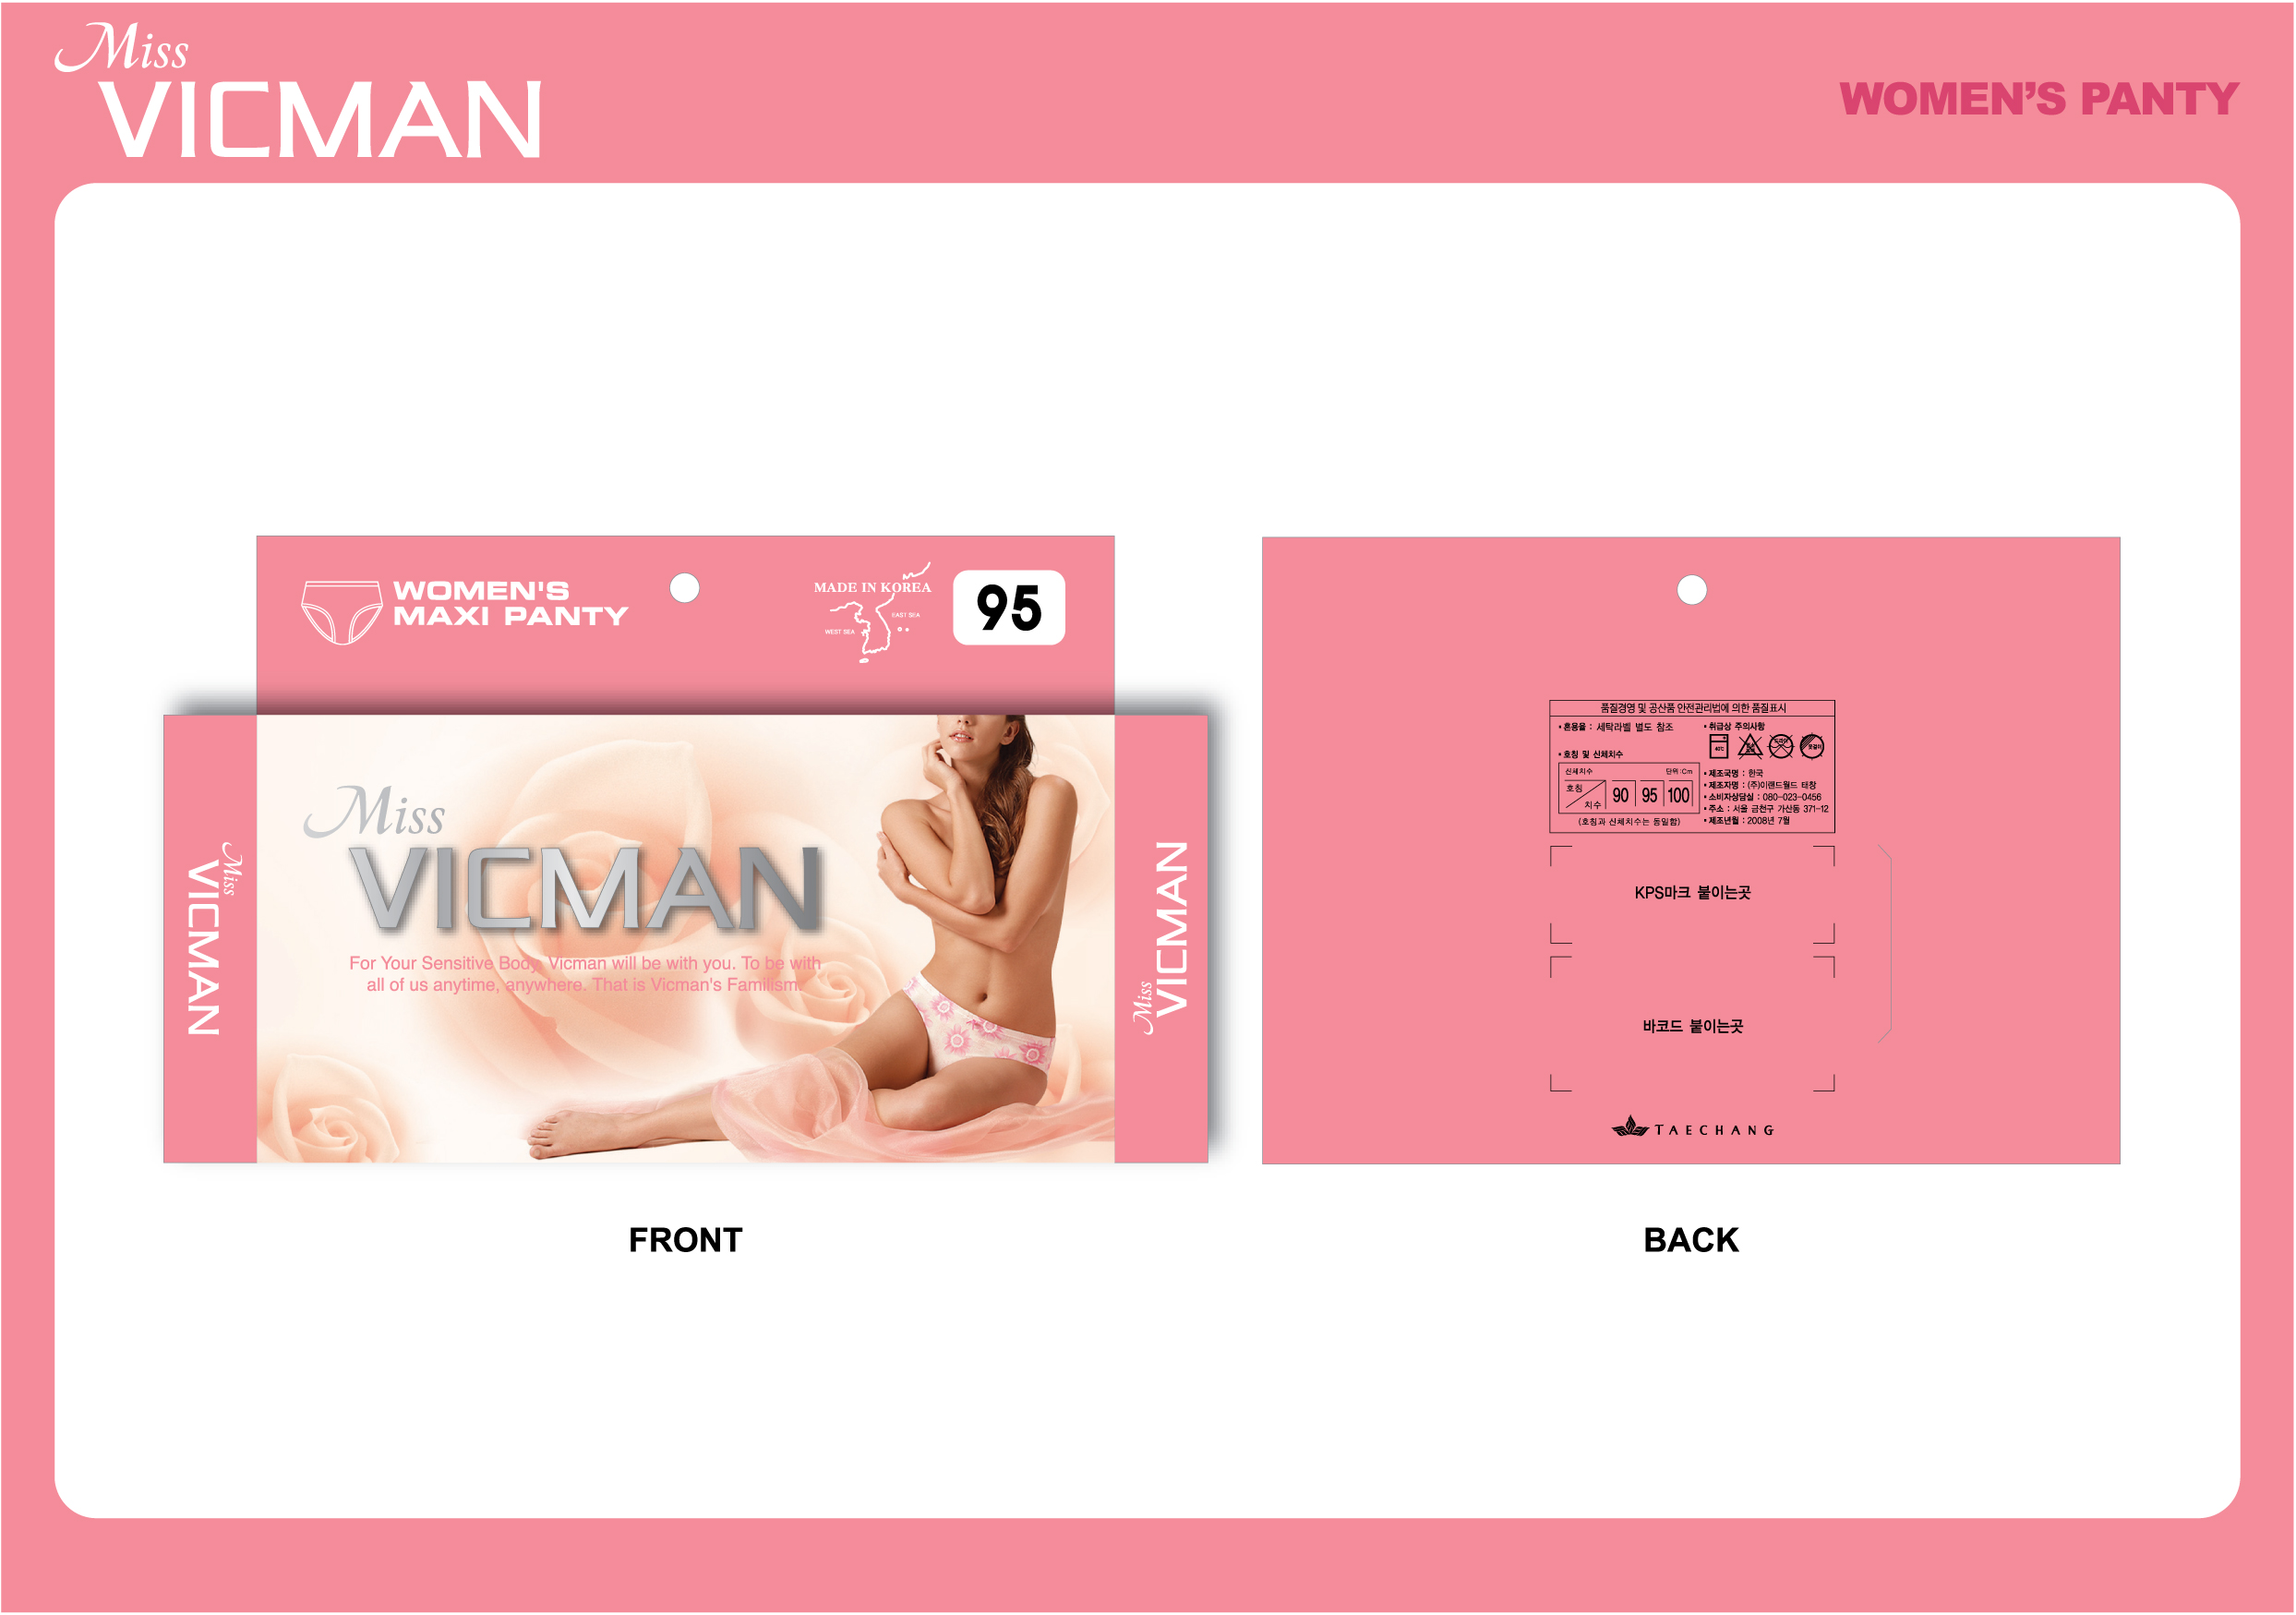 Miss
VICMAN
WOMEN'S PANTY
WOMEN'S
MAXI PANTY
MADE IN KOREA
EAST SEA
WEST SEA
95
Miss
VICMAN
For Your Sensitive Body, Vicman will be with you. To be with
all of us anytime, anywhere. That is Vicman's Familism.
Miss
VICMAN
Miss
VICMAN
FRONT
품질경영 및 공산품 안전관리법에 의한 품질표시
• 혼용율 : 세탁라벨 별도 참조
• 호칭 및 신체치수
신체치수 단위:Cm
호칭
치수
90 95 100
(호칭과 신체치수는 동일함)
• 취급상 주의사항
40℃
• 제조국명 : 한국
• 제조자명 : (주)이랜드월드 태창
• 소비자상담실 : 080-023-0456
• 주소 : 서울 금천구 가산동 371-12
• 제조년월 : 2008년 7월
KPS마크 붙이는곳
바코드 붙이는곳
TAECHANG
BACK